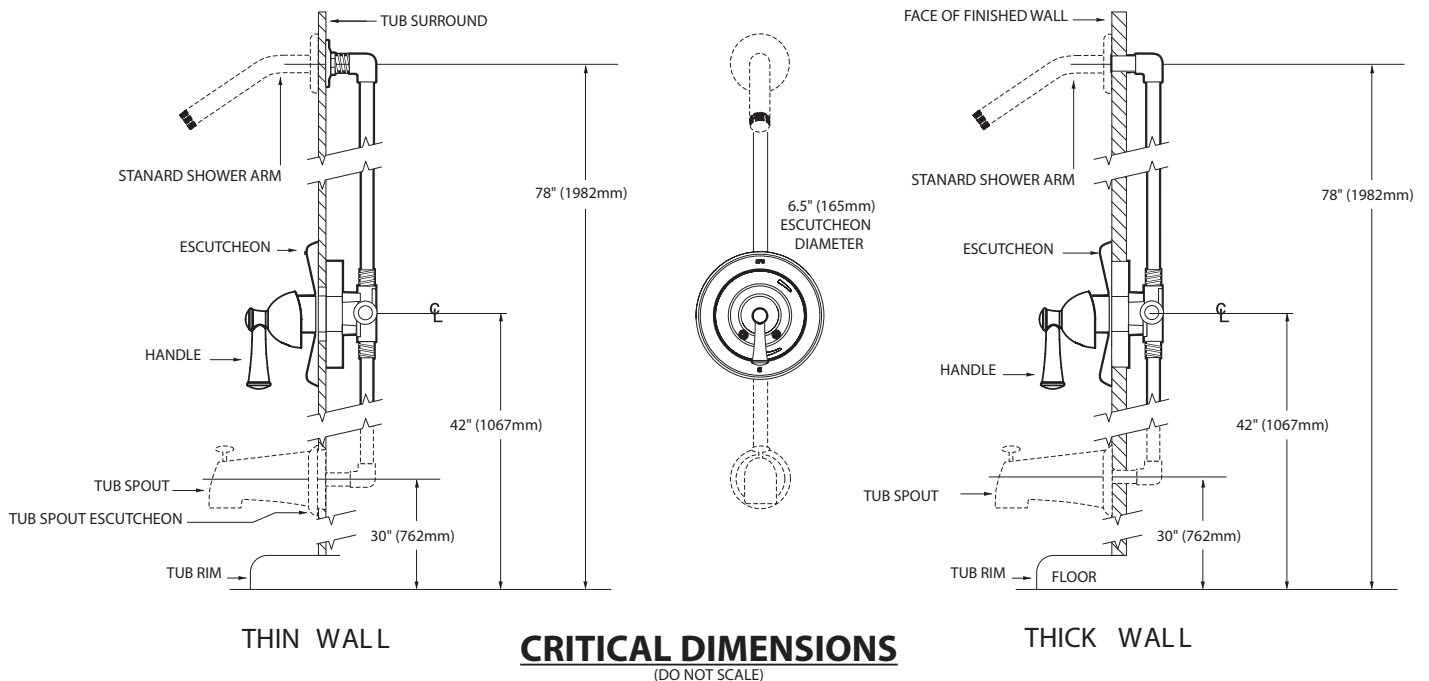 TUB SURROUND
STANARD SHOWER ARM
78" (1982mm)
ESCUTCHEON
℄
HANDLE
42" (1067mm)
TUB SPOUT
TUB SPOUT ESCUTCHEON
30" (762mm)
TUB RIM
THIN WALL
6.5" (165mm)
ESCUTCHEON
DIAMETER
FACE OF FINISHED WALL
STANARD SHOWER ARM
78" (1982mm)
ESCUTCHEON
℄
HANDLE
42" (1067mm)
TUB SPOUT
30" (762mm)
TUB RIM
FLOOR
THICK WALL
CRITICAL DIMENSIONS
(DO NOT SCALE)